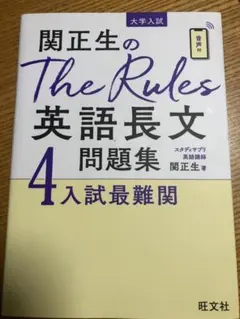 大学入試
関正生の
音声付
The Rules
英語長文
問題集
4入試最難関
スタディサプリ
英語講師
関正生 著
旺文社